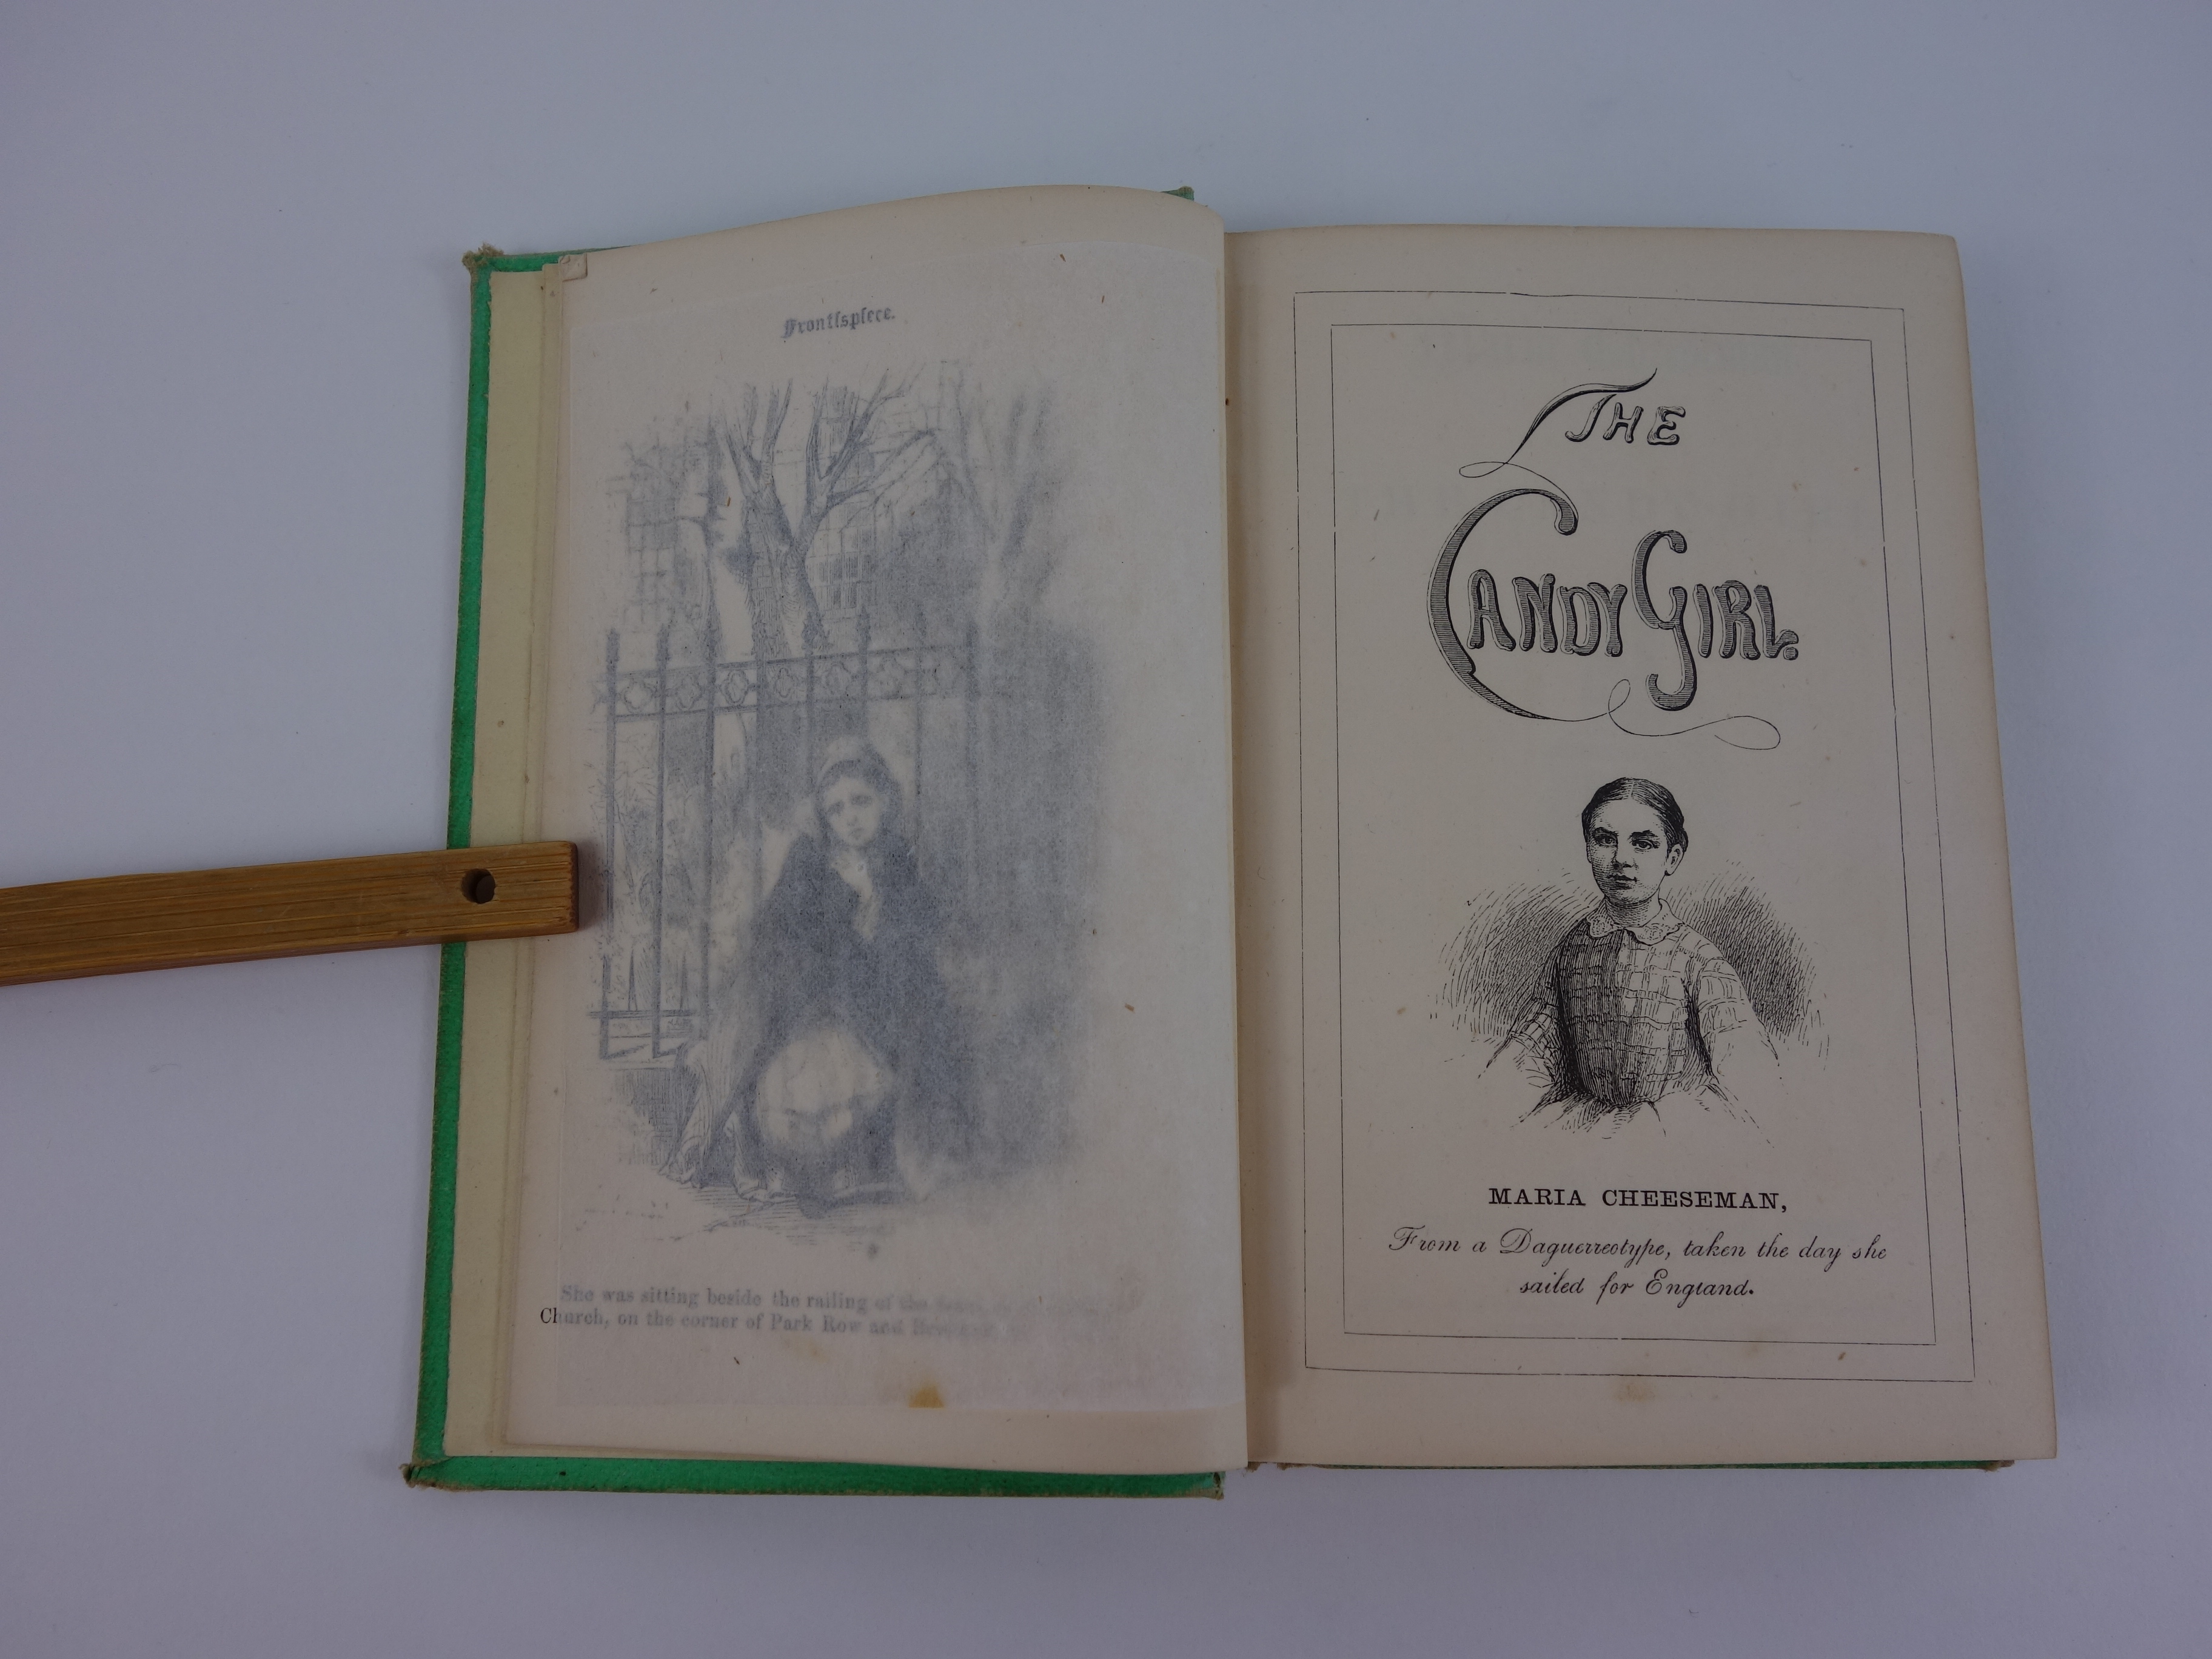 Frontispiece.
She was sitting beside the railing of the
Church, on the corner of Park Row and
THE
CANDY GIRL.
MARIA CHEESEMAN,
From a Daguerreotype, taken the day she
sailed for England.